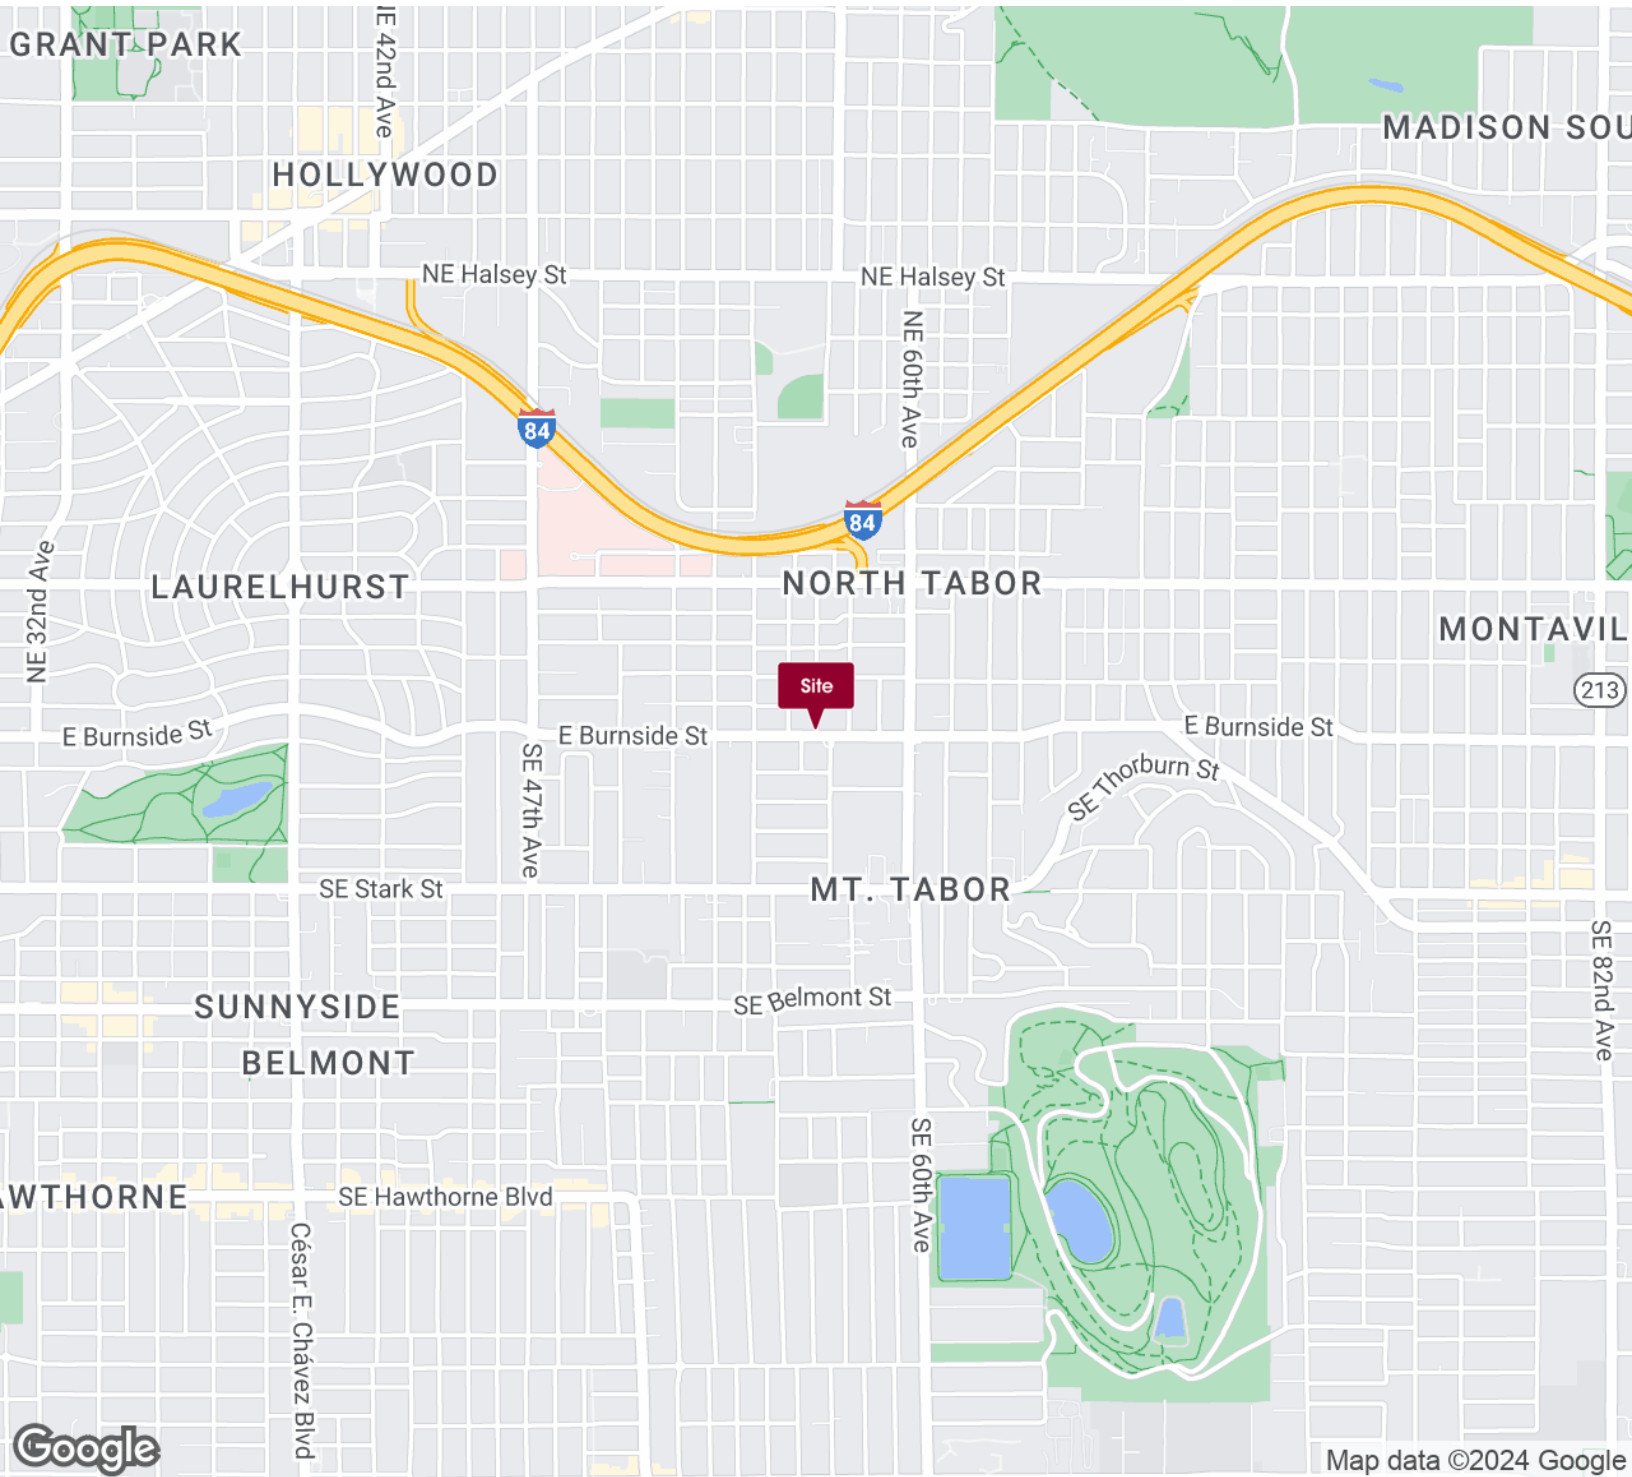 GRANT PARK
NE 42nd Ave
MADISON SOU
HOLLYWOOD
NE Halsey St
NE Halsey St
NE 60th Ave
84
84
NE 32nd Ave
LAURELHURST
NORTH TABOR
MONTAVIL
Site
213
E Burnside St
E Burnside St
E Burnside St
SE 47th Ave
SE Thorburn St
SE Stark St
MT. TABOR
SE 82nd Ave
SUNNYSIDE
SE Belmont St
BELMONT
SE 60th Ave
AWTHORNE
SE Hawthorne Blvd
César E. Chávez Blvd
Google
Map data ©2024 Google